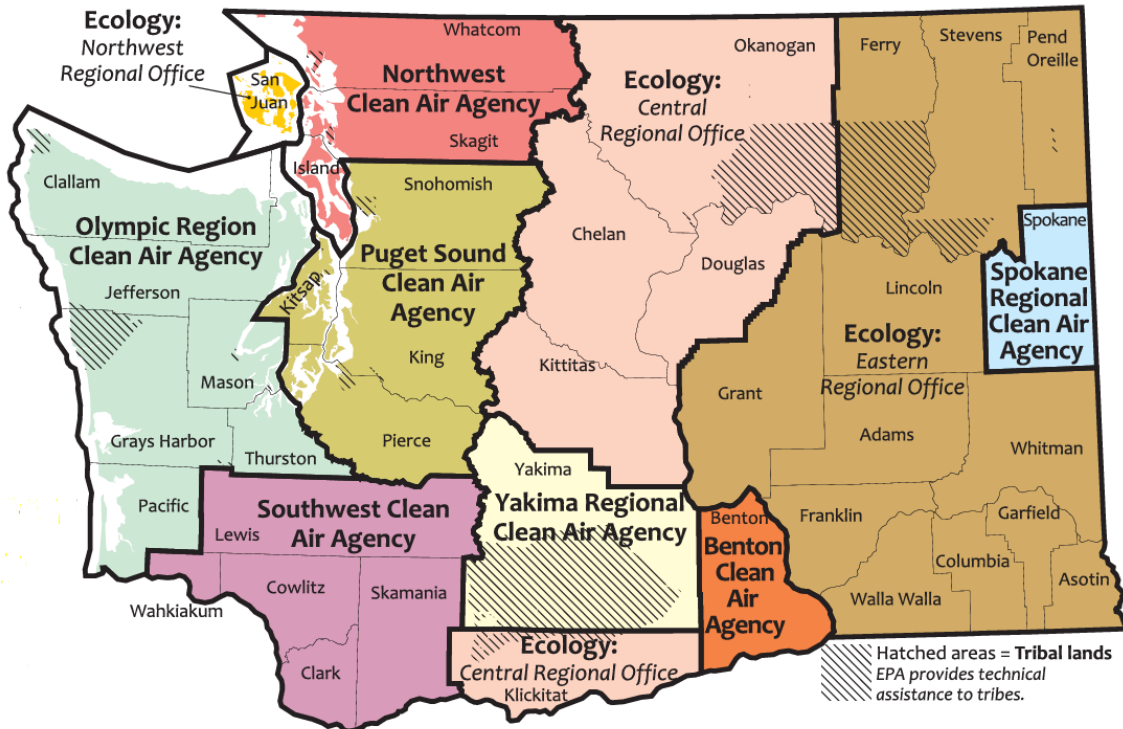 Ecology:
Northwest
Regional Office
San
Juan
Whatcom
Northwest
Clean Air Agency
Skagit
Island
Okanogan
Ecology:
Central
Regional Office
Chelan
Douglas
Kittitas
Ferry
Stevens
Pend
Oreille
Clallam
Olympic Region
Clean Air Agency
Jefferson
Mason
Grays Harbor
Thurston
Pacific
Snohomish
Puget Sound
Clean Air
Agency
Kitsap
King
Pierce
Spokane
Spokane
Regional
Clean Air
Agency
Lincoln
Ecology:
Eastern
Regional Office
Grant
Adams
Whitman
Franklin
Garfield
Columbia
Walla Walla
Asotin
Yakima
Yakima Regional
Clean Air Agency
Benton
Benton
Clean
Air
Agency
Southwest Clean
Air Agency
Lewis
Cowlitz
Skamania
Wahkiakum
Clark
Ecology:
Central Regional Office
Klickitat
Hatched areas = Tribal lands
EPA provides technical
assistance to tribes.